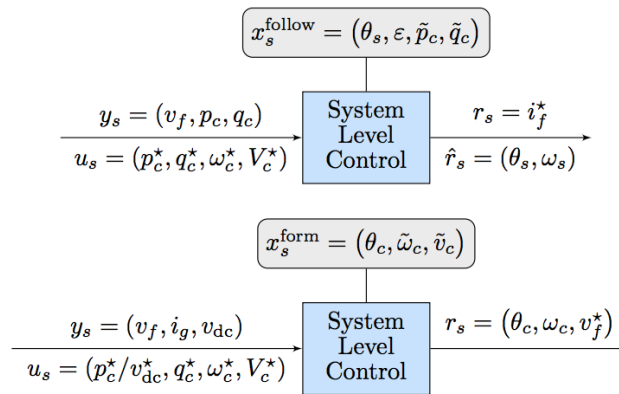 x_s^follow = (θ_s, ε, p̃_c, q̃_c)
y_s = (v_f, p_c, q_c)
u_s = (p_c^⋆, q_c^⋆, ω_c^⋆, V_c^⋆)
System
Level
Control
r_s = i_f^⋆
r̂_s = (θ_s, ω_s)
x_s^form = (θ_c, ω̃_c, ṽ_c)
y_s = (v_f, i_g, v_dc)
u_s = (p_c^⋆/v_dc^⋆, q_c^⋆, ω_c^⋆, V_c^⋆)
System
Level
Control
r_s = (θ_c, ω_c, v_f^⋆)